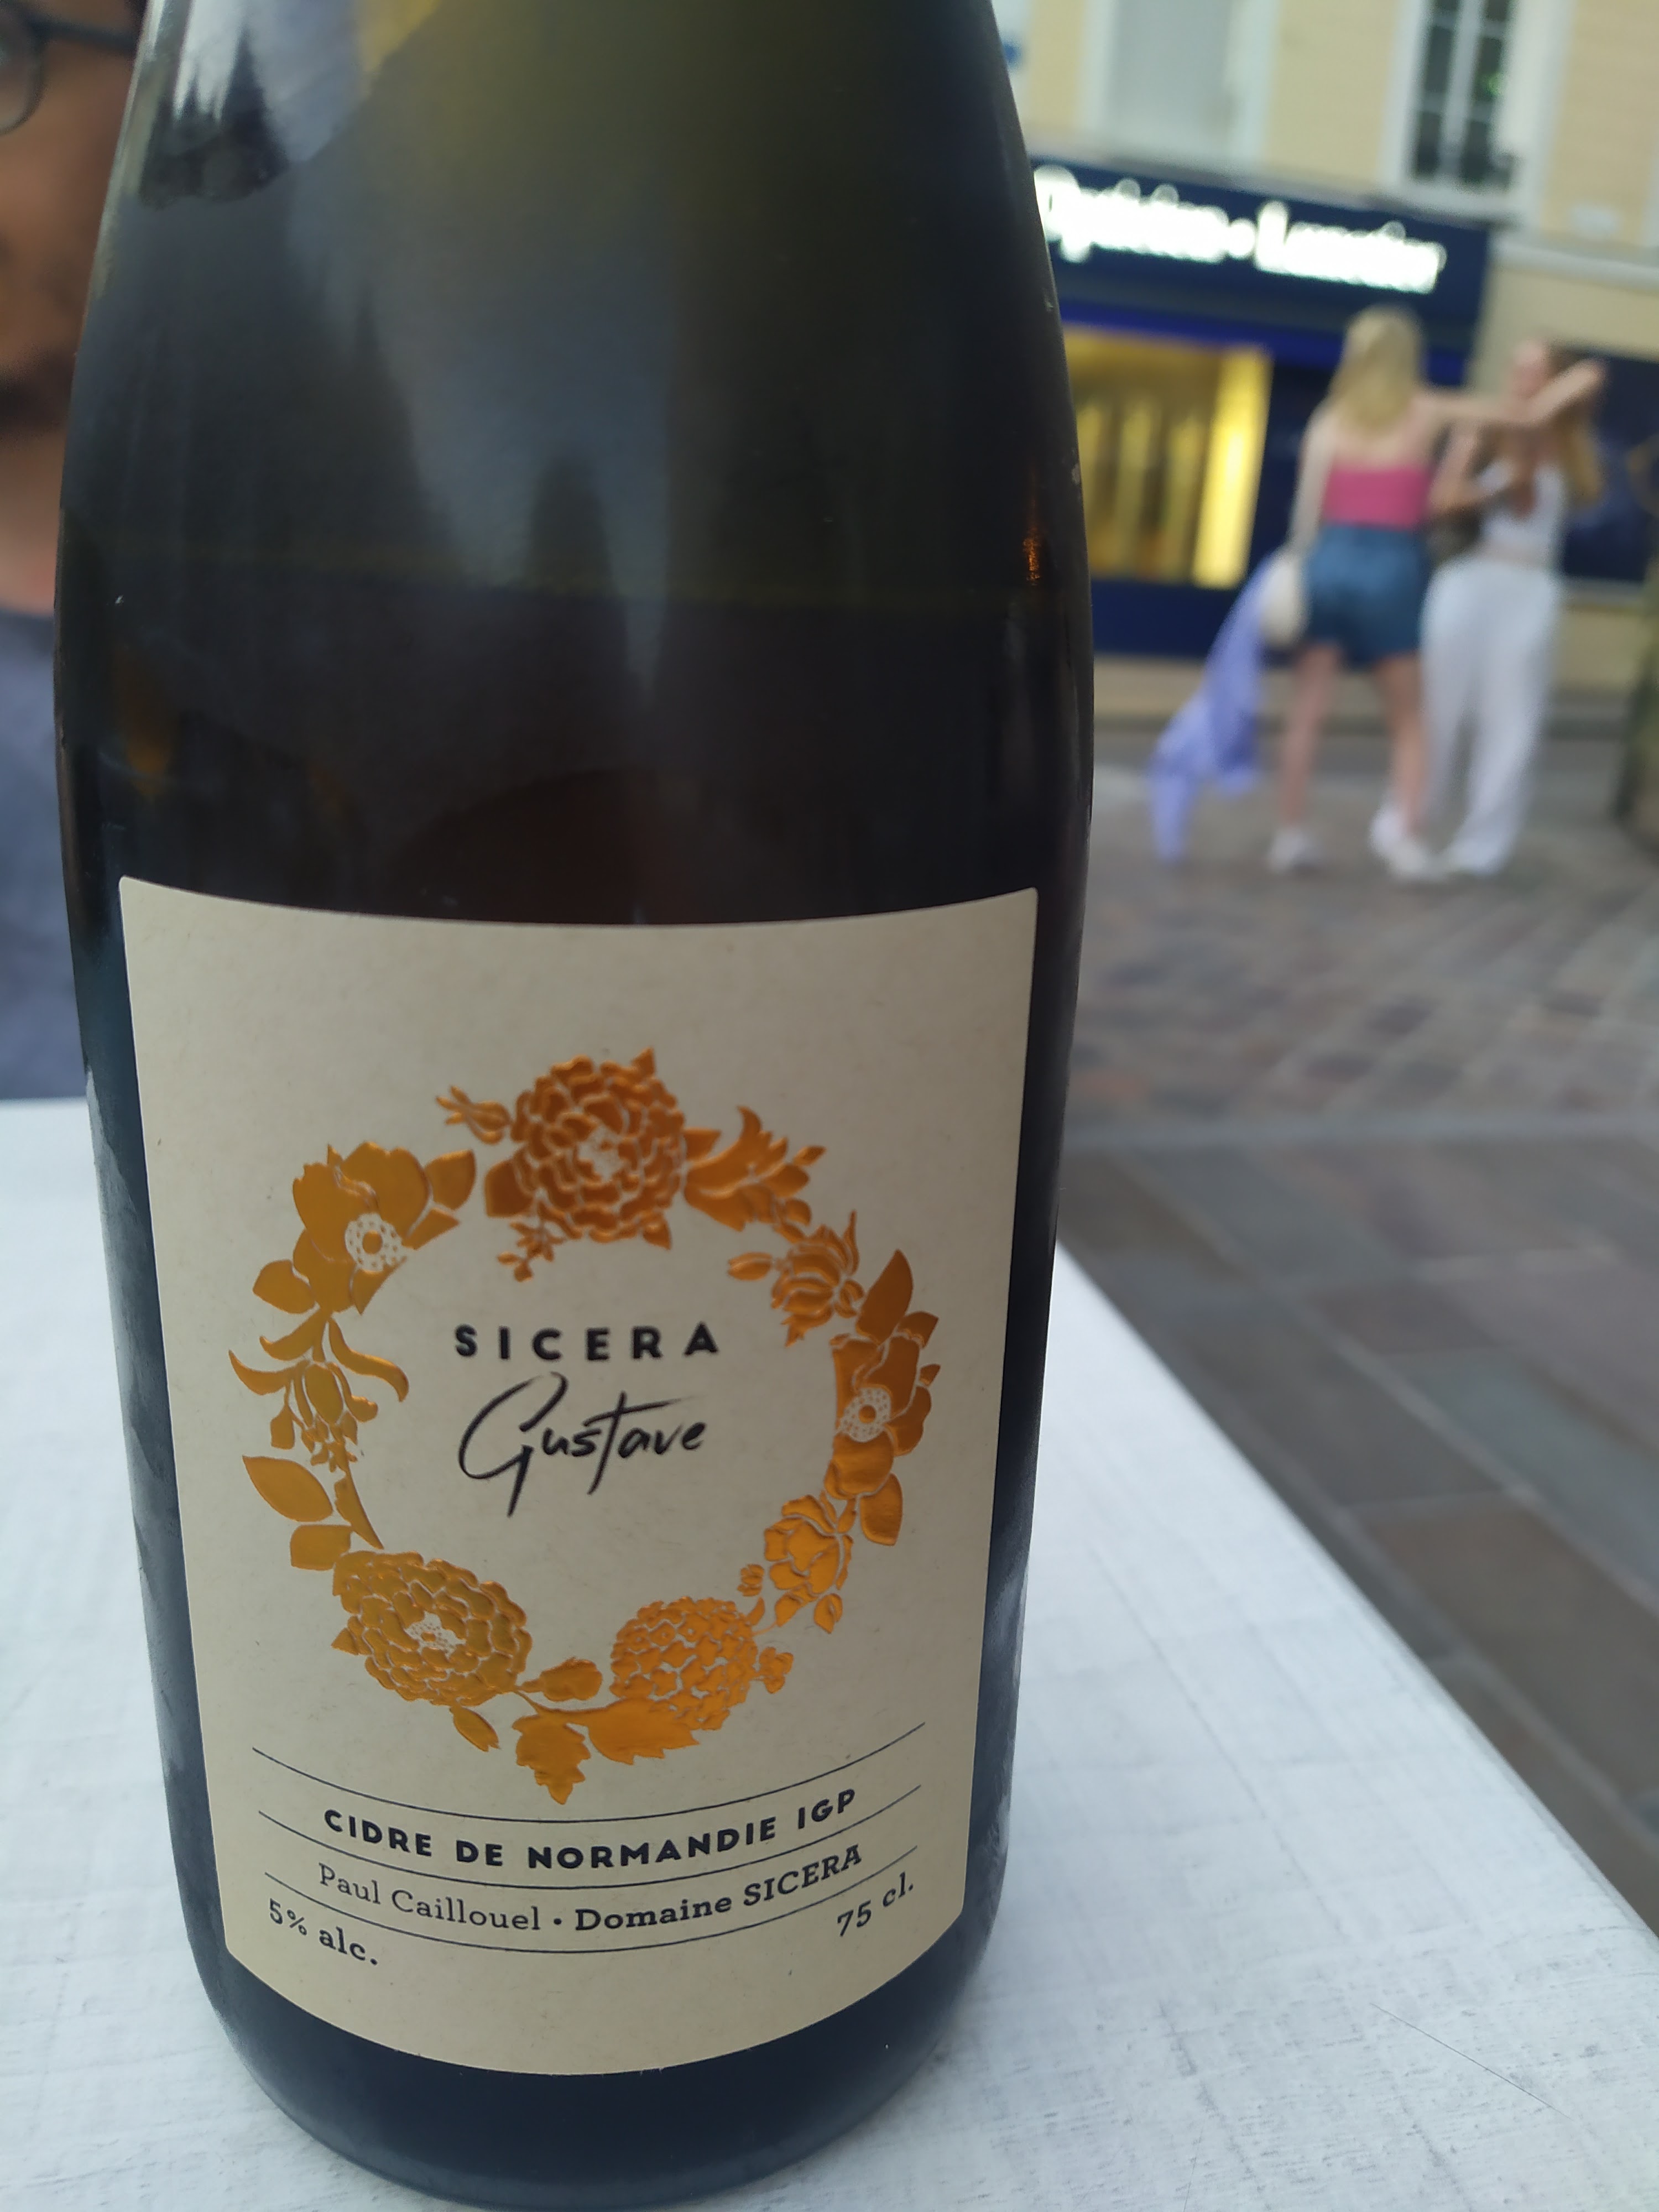 SICERA
Gustave
CIDRE DE NORMANDIE IGP
Paul Caillouel • Domaine SICERA
5% alc.
75 cl.